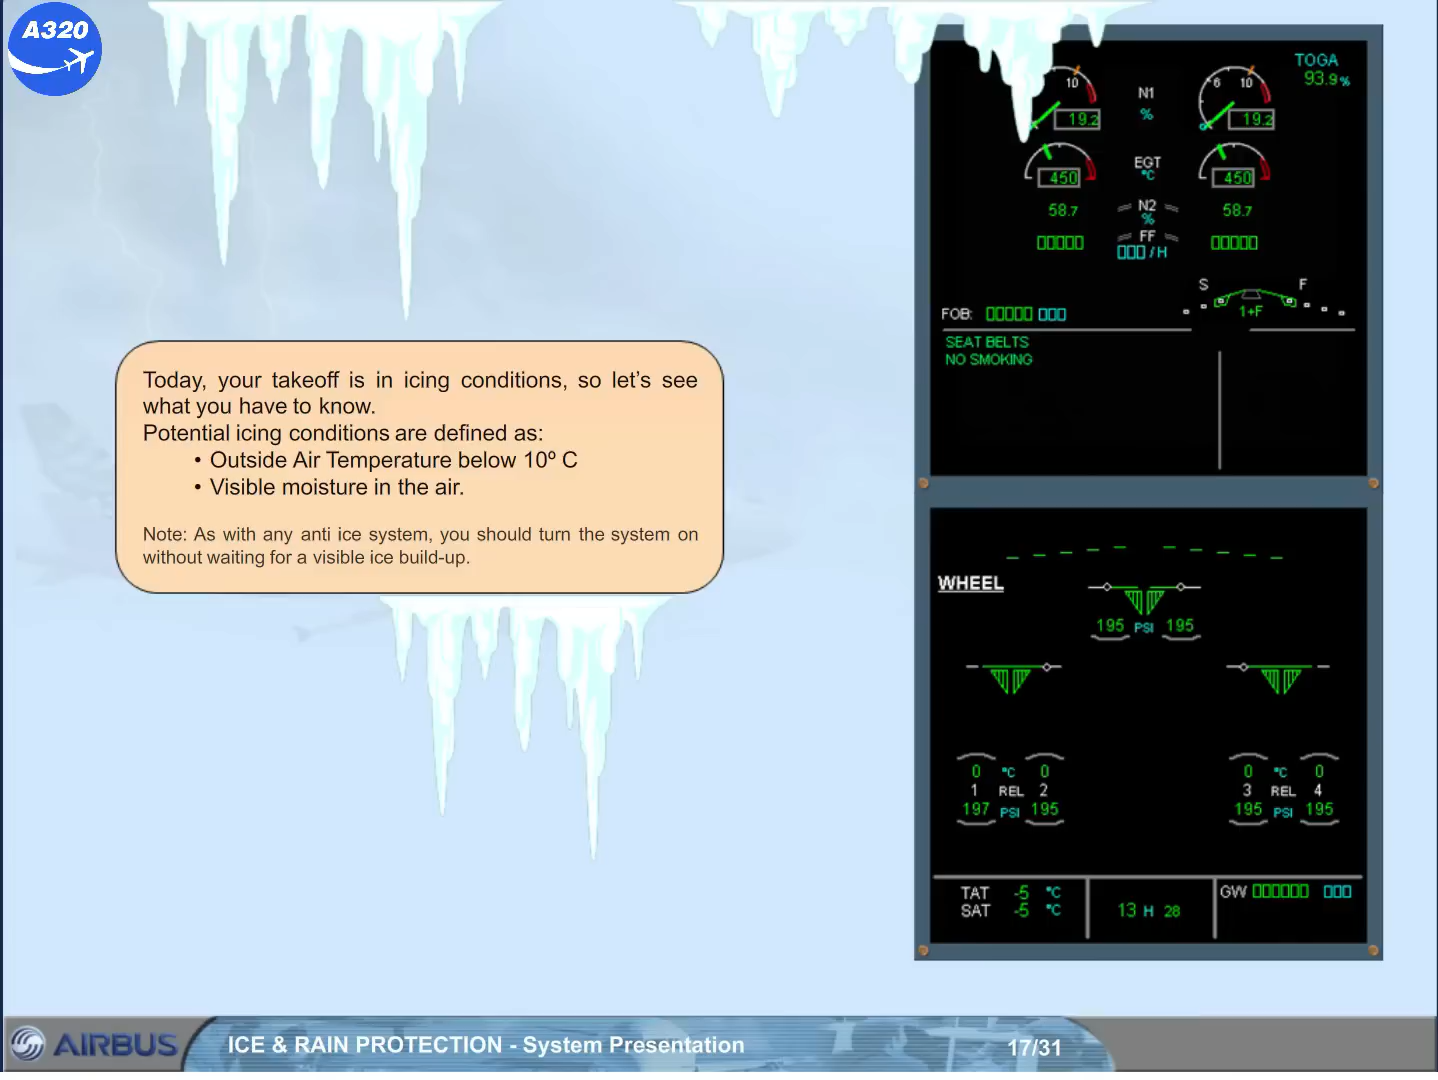 A320
Today, your takeoff is in icing conditions, so let’s see
what you have to know.
Potential icing conditions are defined as:
• Outside Air Temperature below 10º C
• Visible moisture in the air.
Note: As with any anti ice system, you should turn the system on
without waiting for a visible ice build-up.
TOGA
93.9 %
10 N1 6 10
19.2 % 19.2
EGT
450 °C 450
58.7 N2 58.7
%
FF
/ H
S F
1+F
FOB:
SEAT BELTS
NO SMOKING
WHEEL
195 PSI 195
0 °C 0 0 °C 0
1 REL 2 3 REL 4
197 PSI 195 195 PSI 195
TAT -5 °C GW
SAT -5 °C 13 H 28
AIRBUS ICE & RAIN PROTECTION - System Presentation 17/31